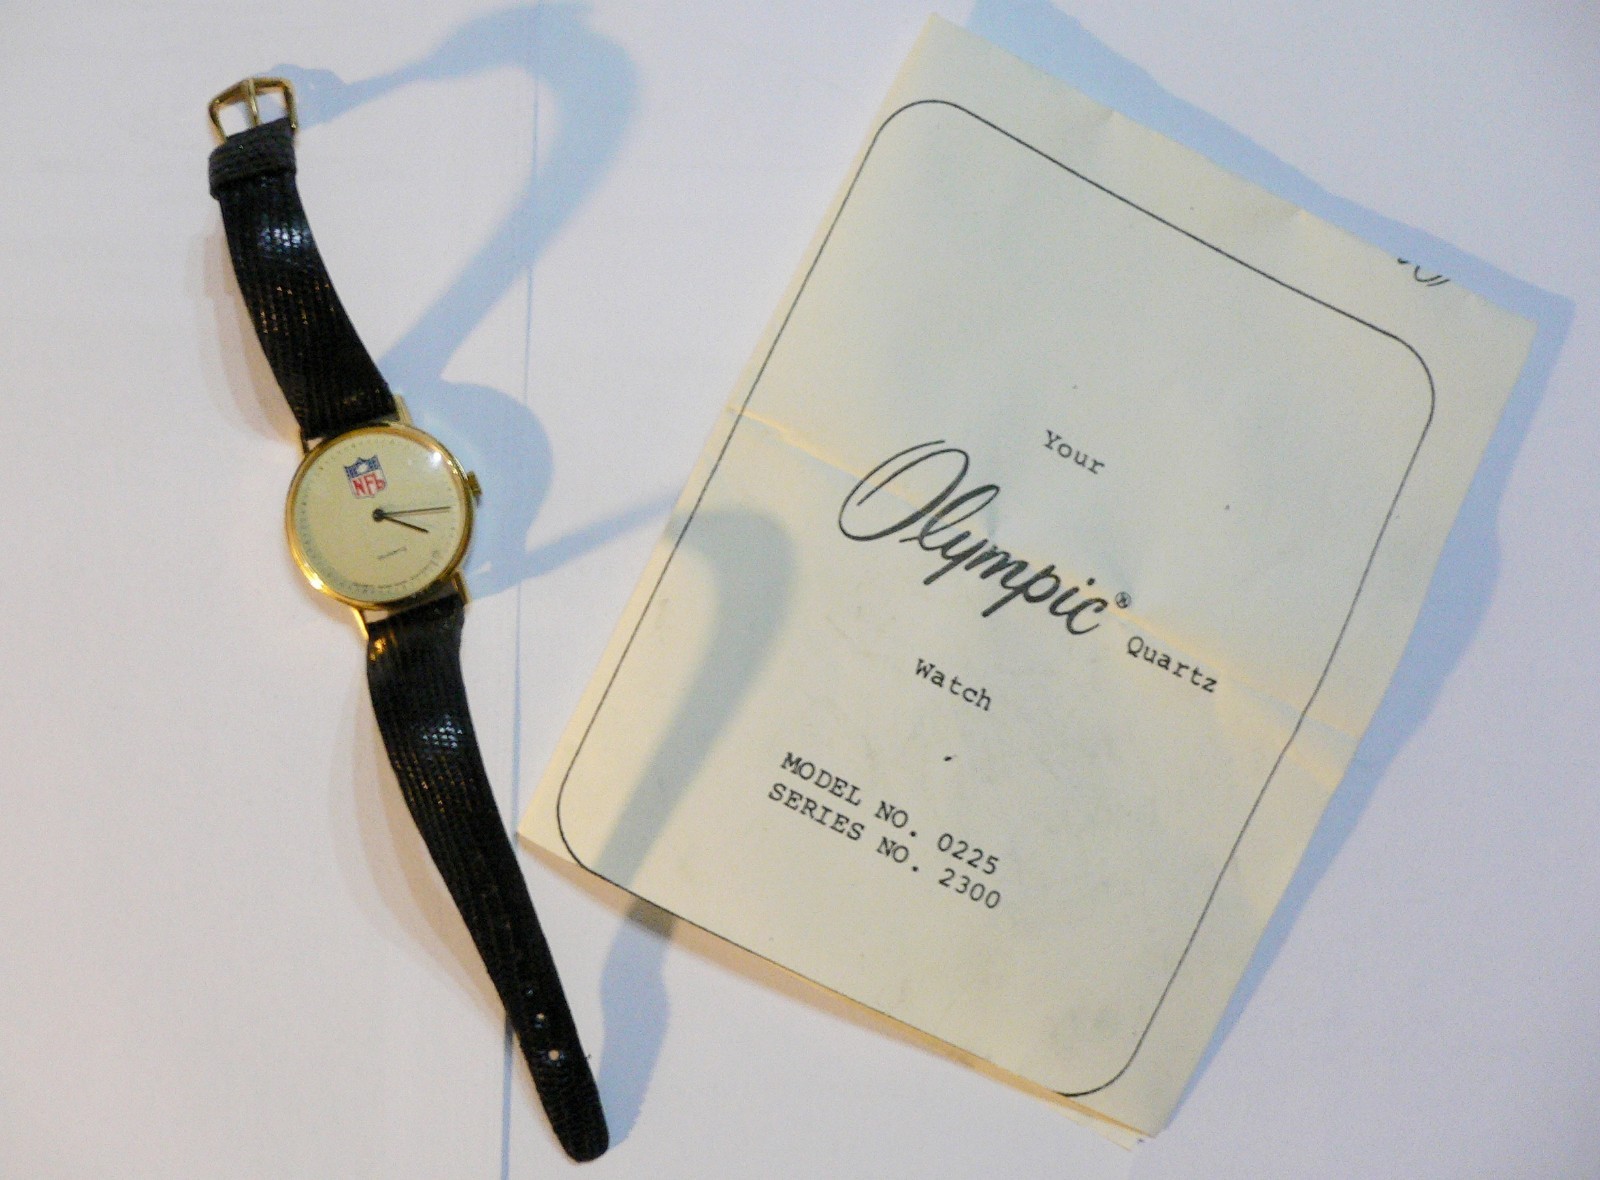 NFL
Your
Olympic® Quartz
Watch
MODEL NO. 0225
SERIES NO. 2300